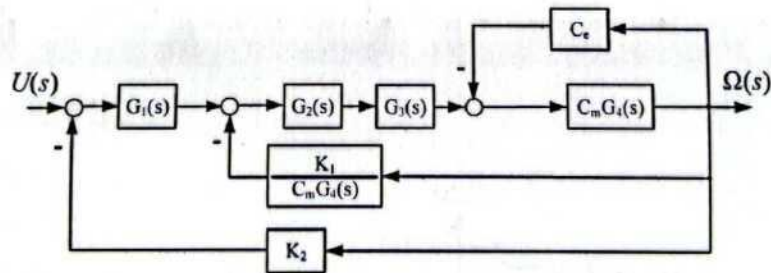 Cₑ
-
U(s)
G₁(s)
G₂(s)
G₃(s)
CₘG₄(s)
Ω(s)
-
-
K₁
CₘG₄(s)
K₂